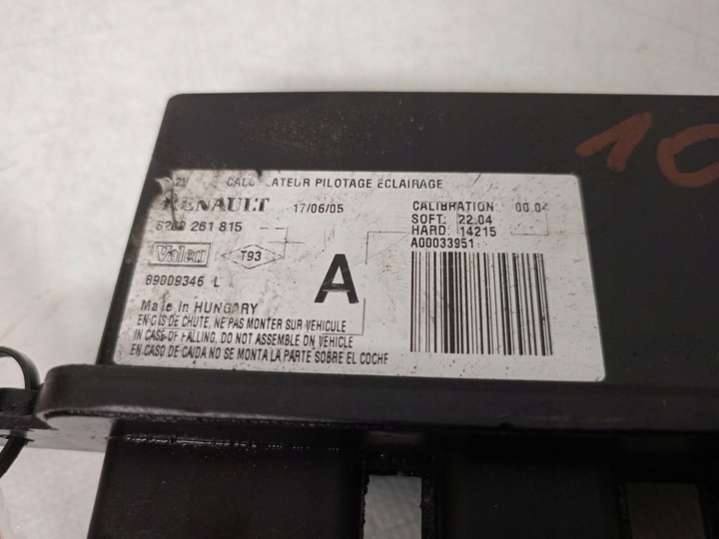 PILOTAGE ECLAIRAGE
RENAULT 17/06/05
261 815
Valeo T93
89009346 L
A
CALIBRATION 00.04
SOFT: 22.04
HARD: 14215
A00033951
Made in HUNGARY
EN CAS DE CHUTE, NE PAS MONTER SUR VEHICULE
IN CASE OF FALLING, DO NOT ASSEMBLE ON VEHICLE
EN CASO DE CAIDA NO SE MONTA LA PARTE SOBRE EL COCHE
10